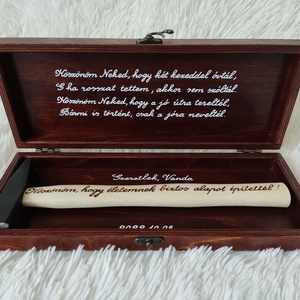 Köszönöm Neked, hogy két kezeddel óvtál,
S ha rosszat tettem, akkor sem szóltál.
Köszönöm Neked, hogy a jó útra tereltél,
Bármi is történt, csak a jóra neveltél.
Szeretlek, Vanda
Köszönöm, hogy életemnek biztos alapot építettél!